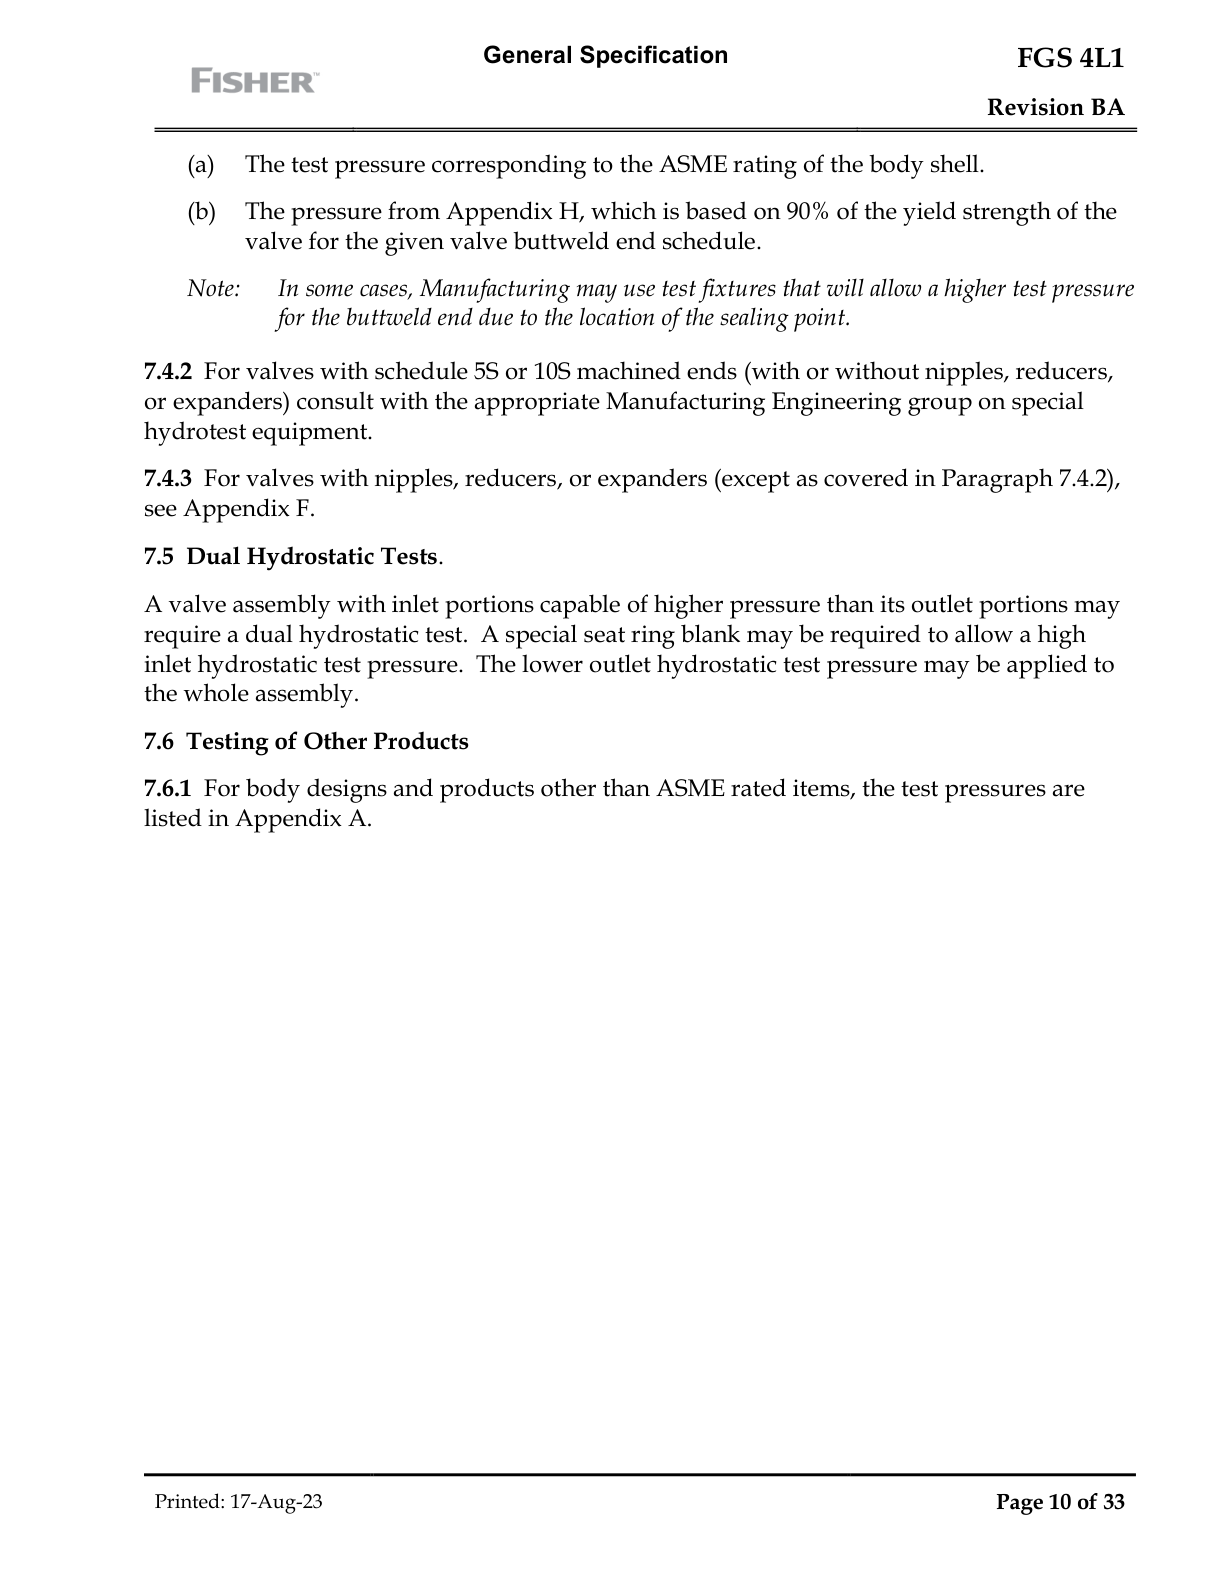 General Specification
FGS 4L1
FISHER™
Revision BA
(a) The test pressure corresponding to the ASME rating of the body shell.
(b) The pressure from Appendix H, which is based on 90% of the yield strength of the
valve for the given valve buttweld end schedule.
Note: In some cases, Manufacturing may use test fixtures that will allow a higher test pressure
for the buttweld end due to the location of the sealing point.
7.4.2 For valves with schedule 5S or 10S machined ends (with or without nipples, reducers,
or expanders) consult with the appropriate Manufacturing Engineering group on special
hydrotest equipment.
7.4.3 For valves with nipples, reducers, or expanders (except as covered in Paragraph 7.4.2),
see Appendix F.
7.5 Dual Hydrostatic Tests.
A valve assembly with inlet portions capable of higher pressure than its outlet portions may
require a dual hydrostatic test. A special seat ring blank may be required to allow a high
inlet hydrostatic test pressure. The lower outlet hydrostatic test pressure may be applied to
the whole assembly.
7.6 Testing of Other Products
7.6.1 For body designs and products other than ASME rated items, the test pressures are
listed in Appendix A.
Printed: 17-Aug-23
Page 10 of 33